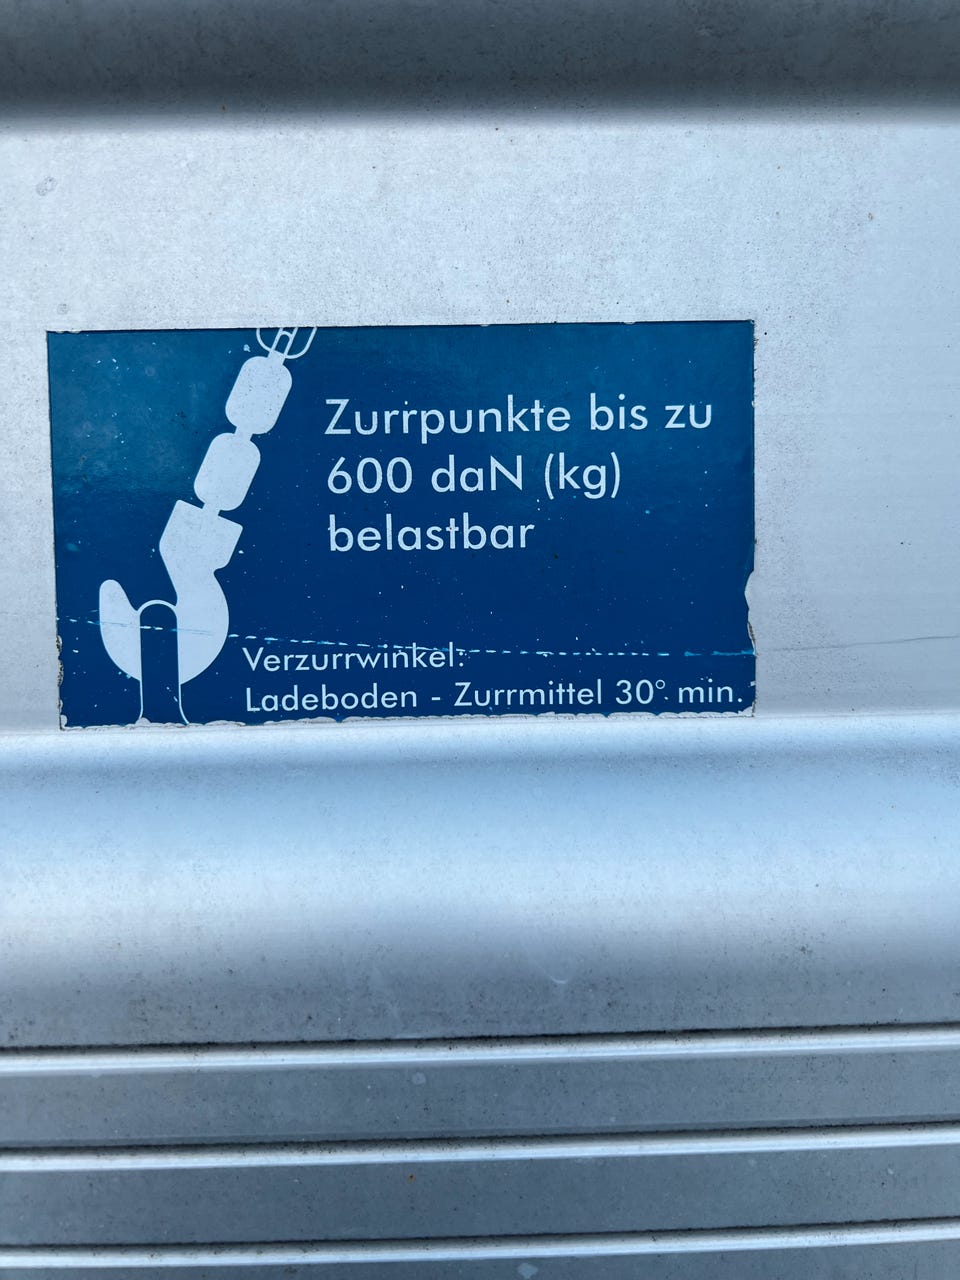 Zurrpunkte bis zu
600 daN (kg)
belastbar
Verzurrwinkel:
Ladeboden - Zurrmittel 30° min.